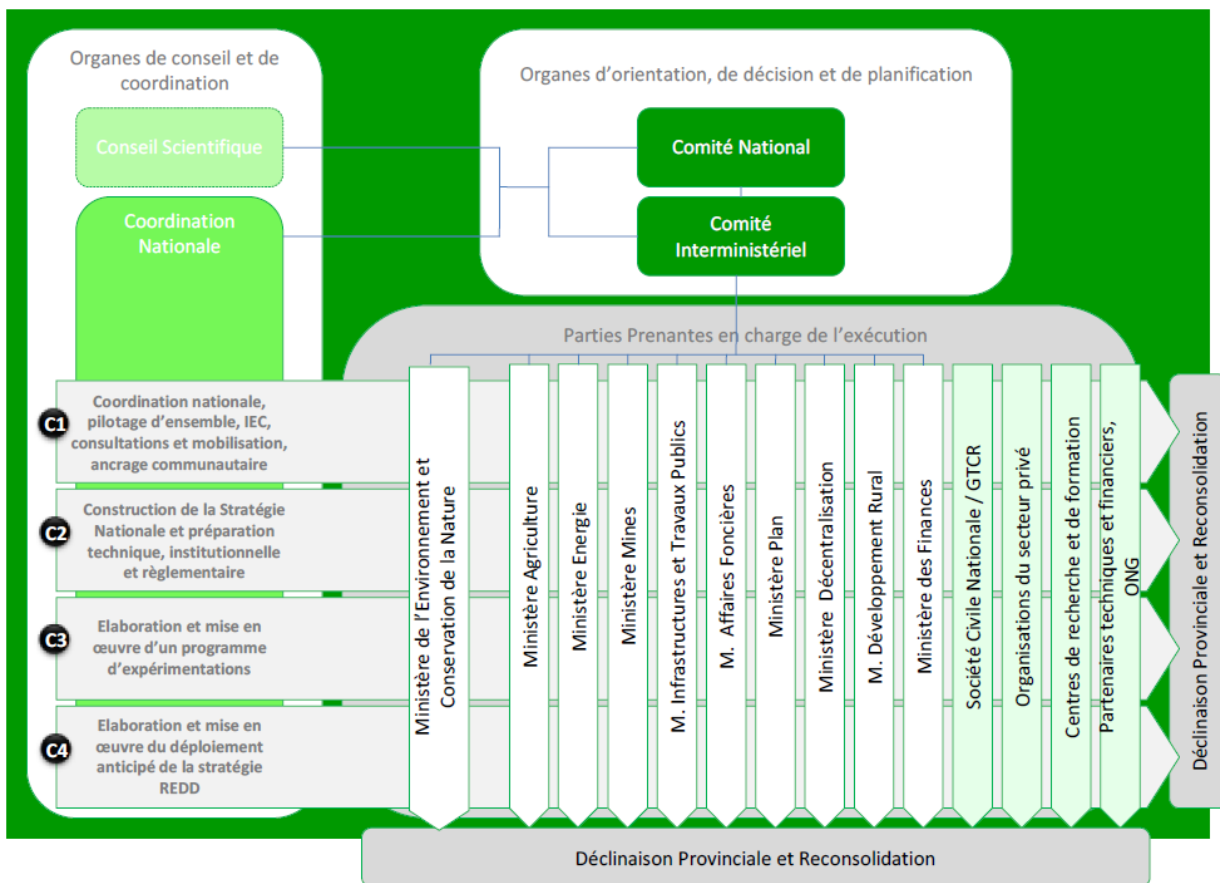 Organes de conseil et de
coordination
Organes d'orientation, de décision et de planification
Conseil Scientifique
Comité National
Coordination
Nationale
Comité
Interministériel
Parties Prenantes en charge de l'exécution
C1
Coordination nationale,
pilotage d'ensemble, IEC,
consultations et mobilisation,
ancrage communautaire
C2
Construction de la Stratégie
Nationale et préparation
technique, institutionnelle
et règlementaire
C3
Elaboration et mise en
œuvre d'un programme
d'expérimentations
C4
Elaboration et mise en
œuvre du déploiement
anticipé de la stratégie
REDD
Ministère de l'Environnement et
Conservation de la Nature
Ministère Agriculture
Ministère Energie
Ministère Mines
M. Infrastructures et Travaux Publics
M. Affaires Foncières
Ministère Plan
Ministère Décentralisation
M. Développement Rural
Ministère des Finances
Société Civile Nationale / GTCR
Organisations du secteur privé
Centres de recherche et de formation
Partenaires techniques et financiers,
ONG
Déclinaison Provinciale et Reconsolidation
Déclinaison Provinciale et Reconsolidation